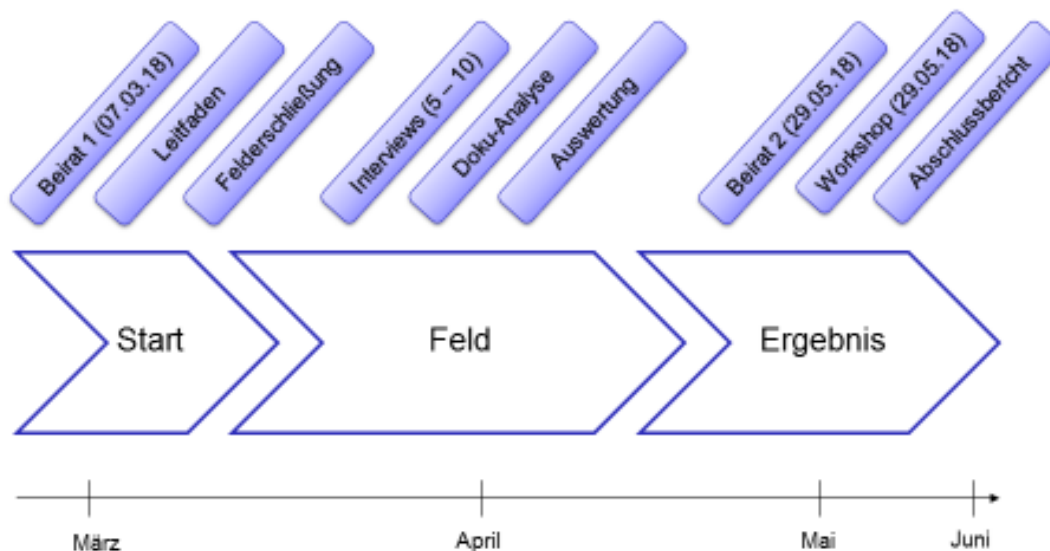 Beirat 1 (07.03.18)
Leitfaden
Felderschließung
Interviews (5 – 10)
Doku-Analyse
Auswertung
Beirat 2 (29.05.18)
Workshop (29.05.18)
Abschlussbericht
Start
Feld
Ergebnis
März
April
Mai
Juni